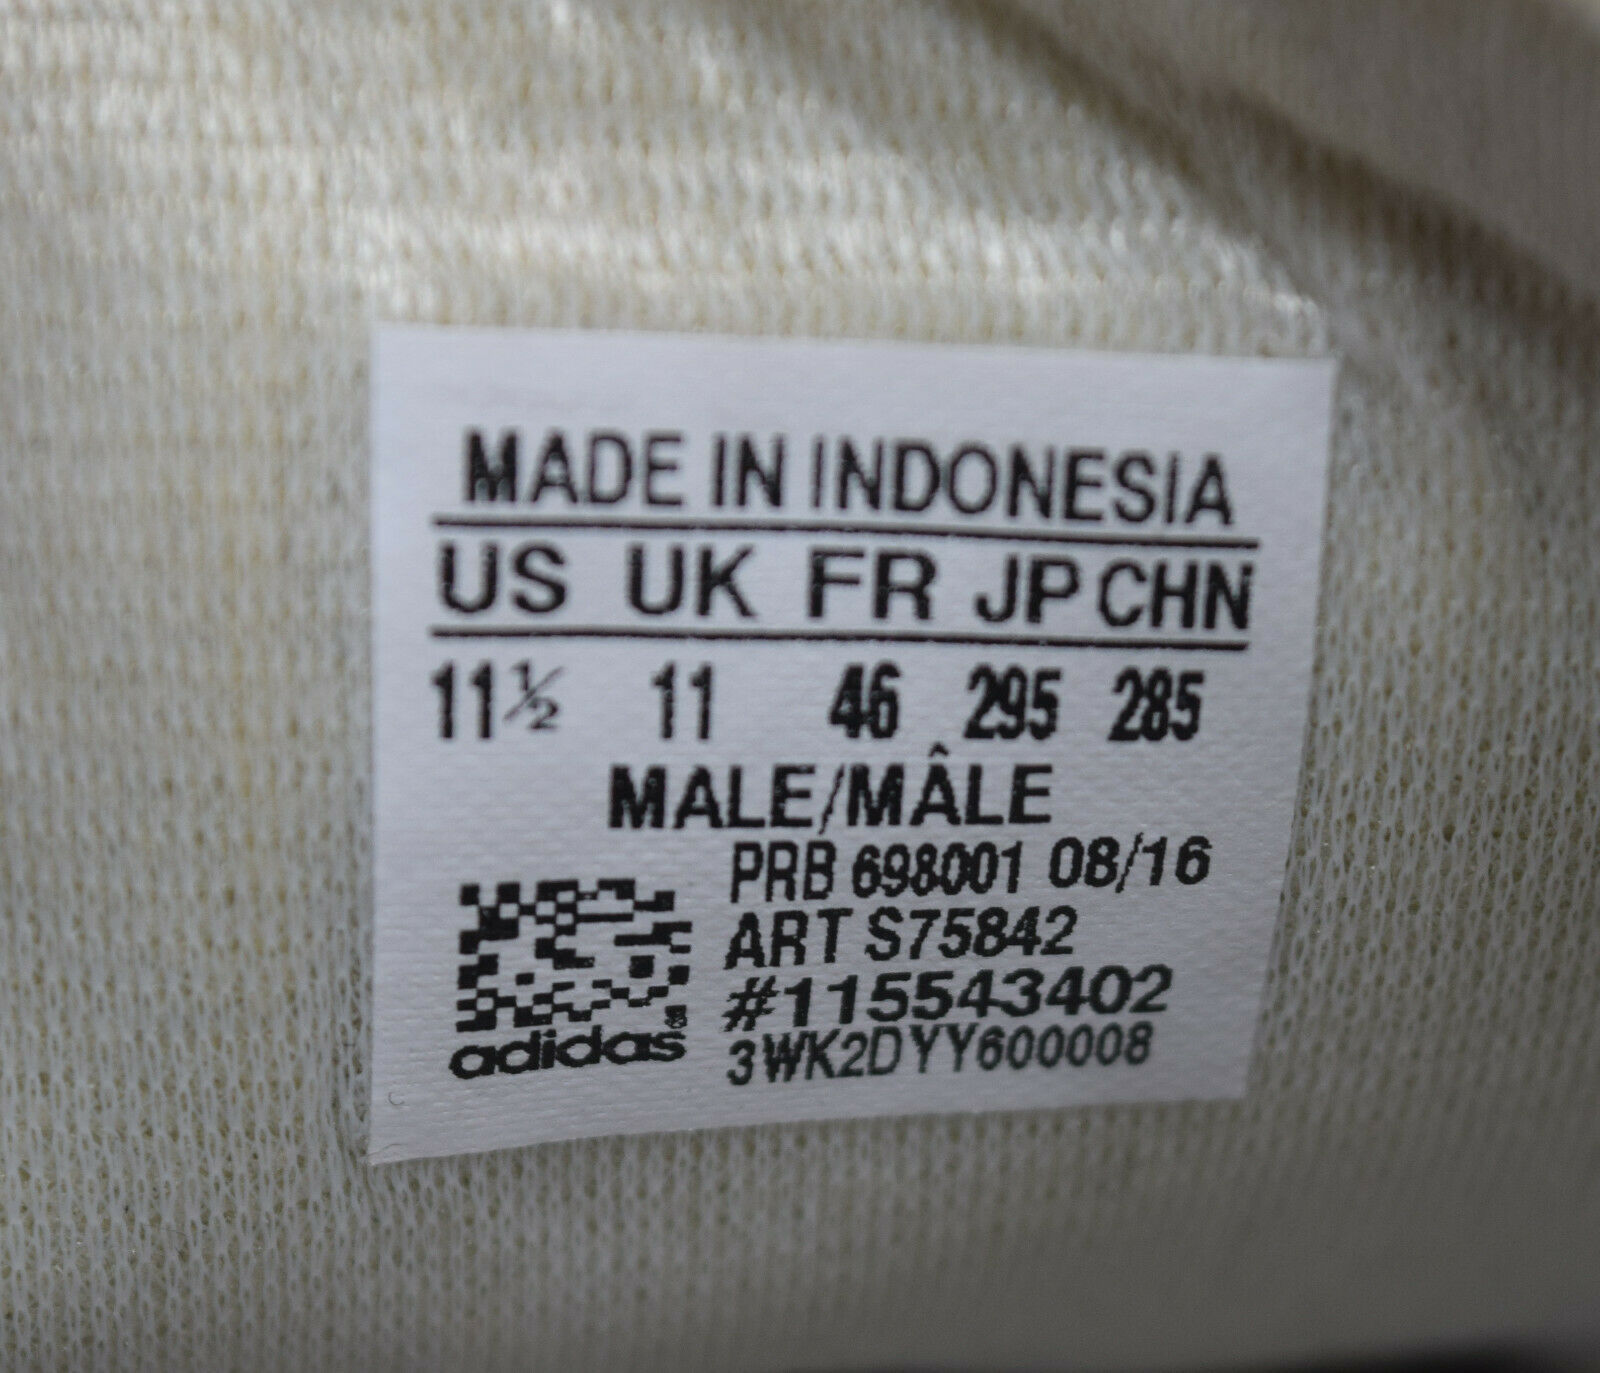 MADE IN INDONESIA
US UK FR JP CHN
11½ 11 46 295 285
MALE/MÂLE
PRB 698001 08/16
ART S75842
#115543402
3WK2DYY600008
adidas®